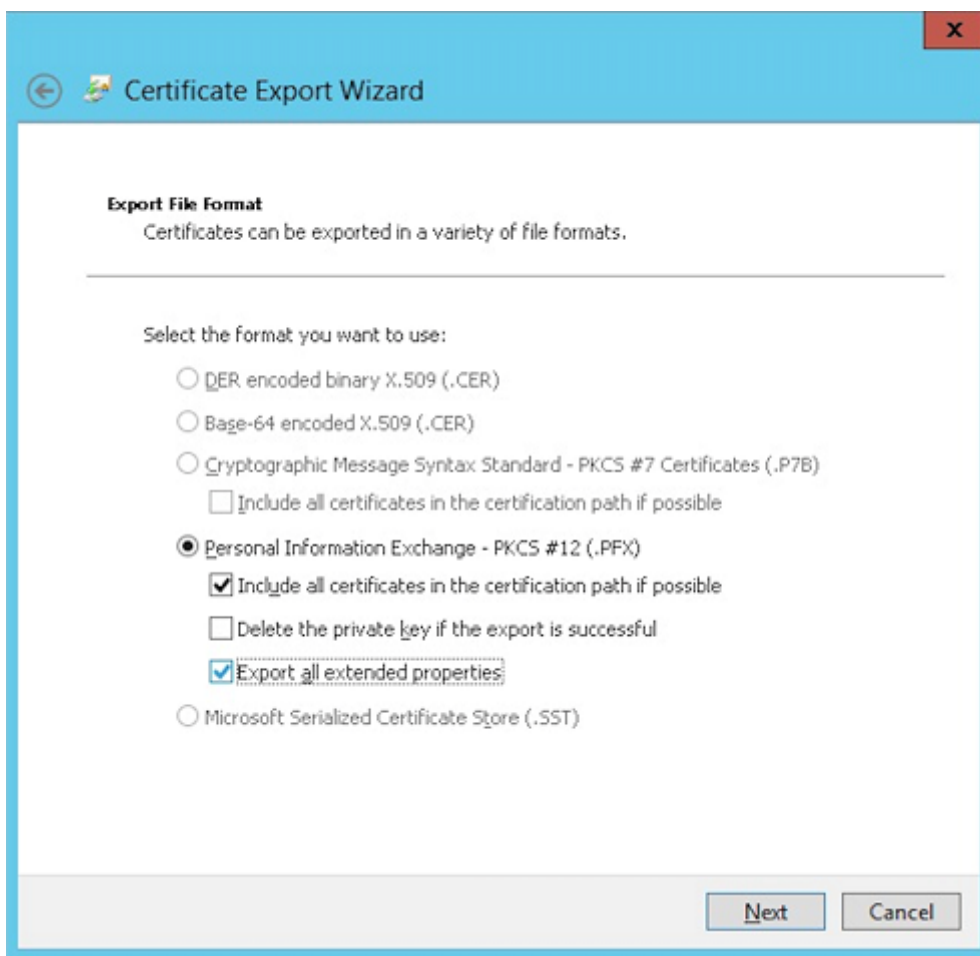 x
Certificate Export Wizard
Export File Format
Certificates can be exported in a variety of file formats.
Select the format you want to use:
DER encoded binary X.509 (.CER)
Base-64 encoded X.509 (.CER)
Cryptographic Message Syntax Standard - PKCS #7 Certificates (.P7B)
Include all certificates in the certification path if possible
Personal Information Exchange - PKCS #12 (.PFX)
Include all certificates in the certification path if possible
Delete the private key if the export is successful
Export all extended properties
Microsoft Serialized Certificate Store (.SST)
Next Cancel